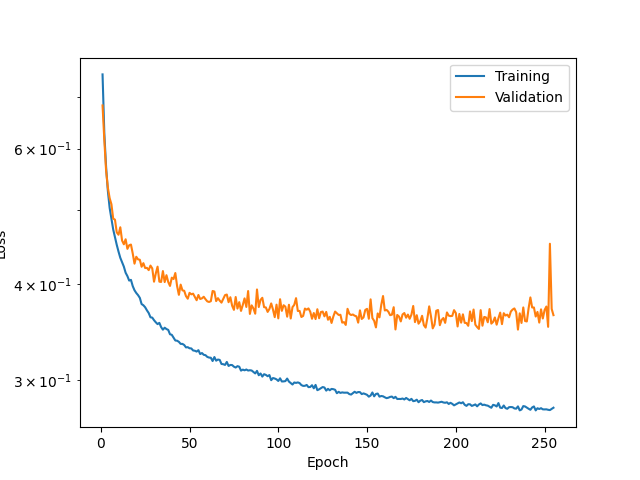 Training
Validation
6 × 10⁻¹
4 × 10⁻¹
3 × 10⁻¹
Loss
0 50 100 150 200 250
Epoch